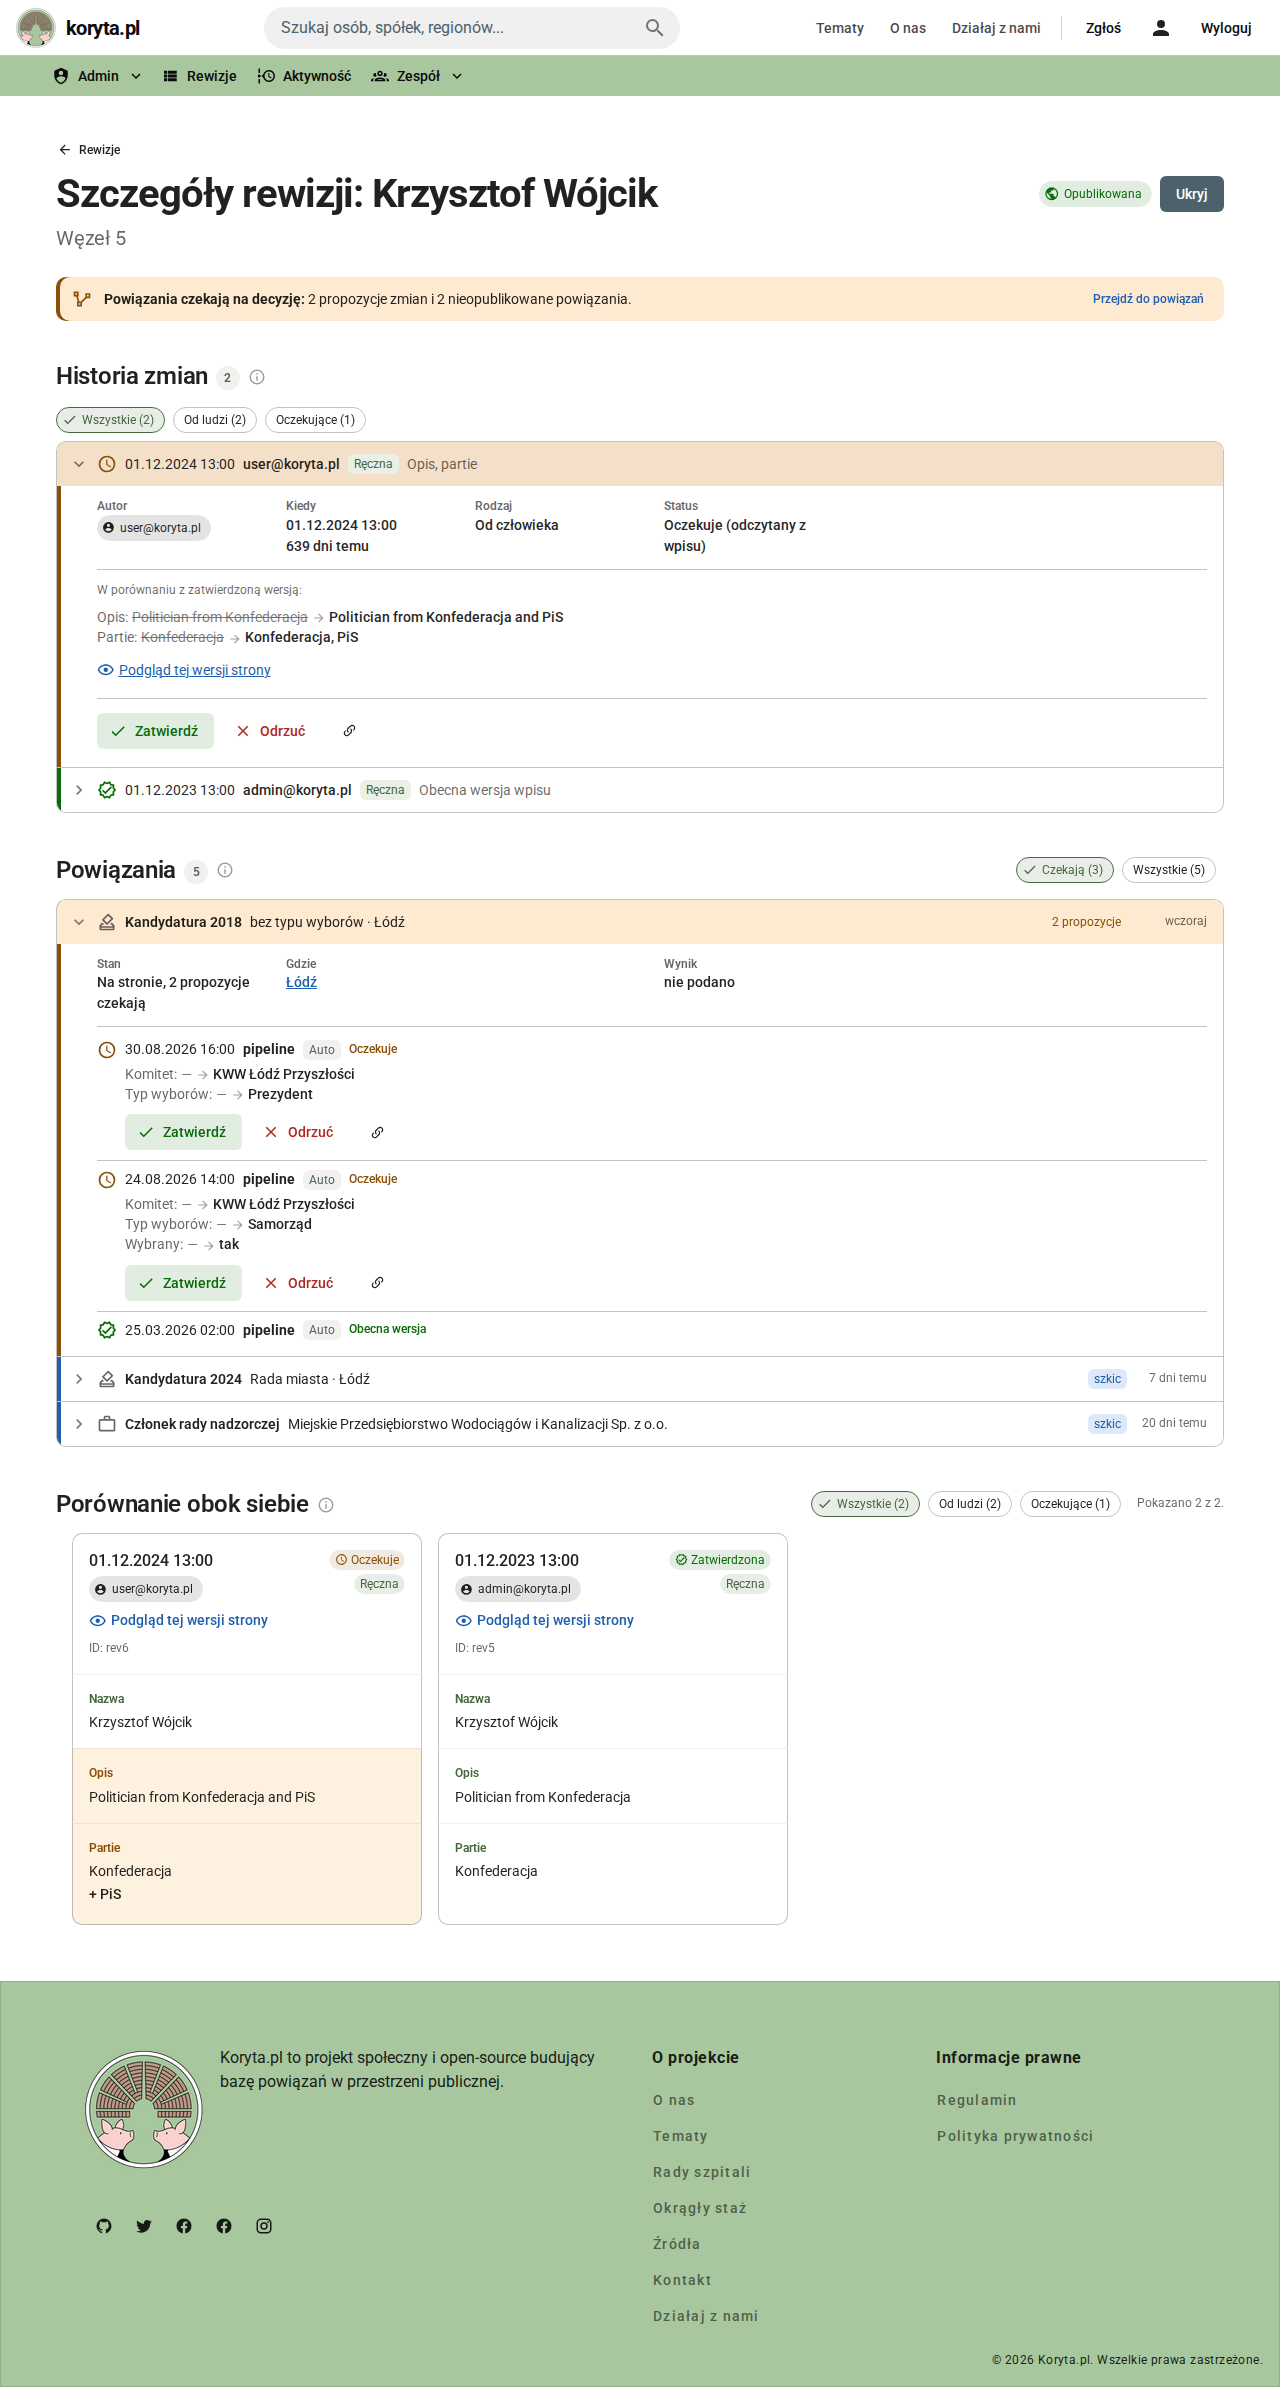 koryta.pl
Szukaj osób, spółek, regionów...
Tematy
O nas
Działaj z nami
Zgłoś
Wyloguj
Admin
Rewizje
Aktywność
Zespół
Rewizje
Szczegóły rewizji: Krzysztof Wójcik
Opublikowana
Ukryj
Węzeł 5
Powiązania czekają na decyzję: 2 propozycje zmian i 2 nieopublikowane powiązania.
Przejdź do powiązań
Historia zmian 2
Wszystkie (2)
Od ludzi (2)
Oczekujące (1)
01.12.2024 13:00 user@koryta.pl Ręczna Opis, partie
Autor
Kiedy
Rodzaj
Status
user@koryta.pl
01.12.2024 13:00
639 dni temu
Od człowieka
Oczekuje (odczytany z
wpisu)
W porównaniu z zatwierdzoną wersją:
Opis: Politician from Konfederacja → Politician from Konfederacja and PiS
Partie: Konfederacja → Konfederacja, PiS
Podgląd tej wersji strony
Zatwierdź
Odrzuć
01.12.2023 13:00 admin@koryta.pl Ręczna Obecna wersja wpisu
Powiązania 5
Czekają (3)
Wszystkie (5)
Kandydatura 2018 bez typu wyborów · Łódź
2 propozycje
wczoraj
Stan
Gdzie
Wynik
Na stronie, 2 propozycje
czekają
Łódź
nie podano
30.08.2026 16:00 pipeline Auto Oczekuje
Komitet: — → KWW Łódź Przyszłości
Typ wyborów: — → Prezydent
Zatwierdź
Odrzuć
24.08.2026 14:00 pipeline Auto Oczekuje
Komitet: — → KWW Łódź Przyszłości
Typ wyborów: — → Samorząd
Wybrany: — → tak
Zatwierdź
Odrzuć
25.03.2026 02:00 pipeline Auto Obecna wersja
Kandydatura 2024 Rada miasta · Łódź
szkic
7 dni temu
Członek rady nadzorczej Miejskie Przedsiębiorstwo Wodociągów i Kanalizacji Sp. z o.o.
szkic
20 dni temu
Porównanie obok siebie
Wszystkie (2)
Od ludzi (2)
Oczekujące (1)
Pokazano 2 z 2.
01.12.2024 13:00
Oczekuje
user@koryta.pl
Ręczna
Podgląd tej wersji strony
ID: rev6
Nazwa
Krzysztof Wójcik
Opis
Politician from Konfederacja and PiS
Partie
Konfederacja
+ PiS
01.12.2023 13:00
Zatwierdzona
admin@koryta.pl
Ręczna
Podgląd tej wersji strony
ID: rev5
Nazwa
Krzysztof Wójcik
Opis
Politician from Konfederacja
Partie
Konfederacja
Koryta.pl to projekt społeczny i open-source budujący
bazę powiązań w przestrzeni publicznej.
O projekcie
O nas
Tematy
Rady szpitali
Okrągły staż
Źródła
Kontakt
Działaj z nami
Informacje prawne
Regulamin
Polityka prywatności
© 2026 Koryta.pl. Wszelkie prawa zastrzeżone.